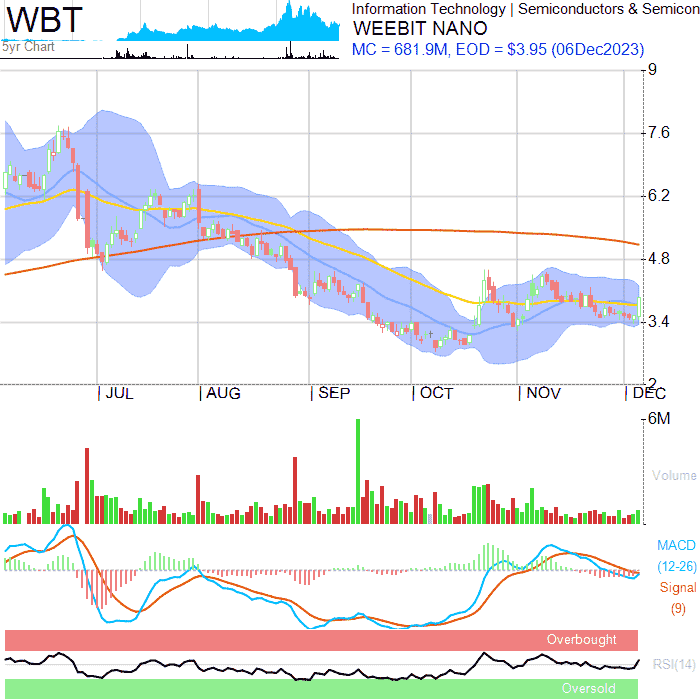 WBT
5yr Chart
Information Technology | Semiconductors & Semicon
WEEBIT NANO
MC = 681.9M, EOD = $3.95 (06Dec2023)
9
7.6
6.2
4.8
3.4
2
JUL
AUG
SEP
OCT
NOV
DEC
6M
Volume
MACD
(12-26)
Signal
(9)
Overbought
RSI(14)
Oversold